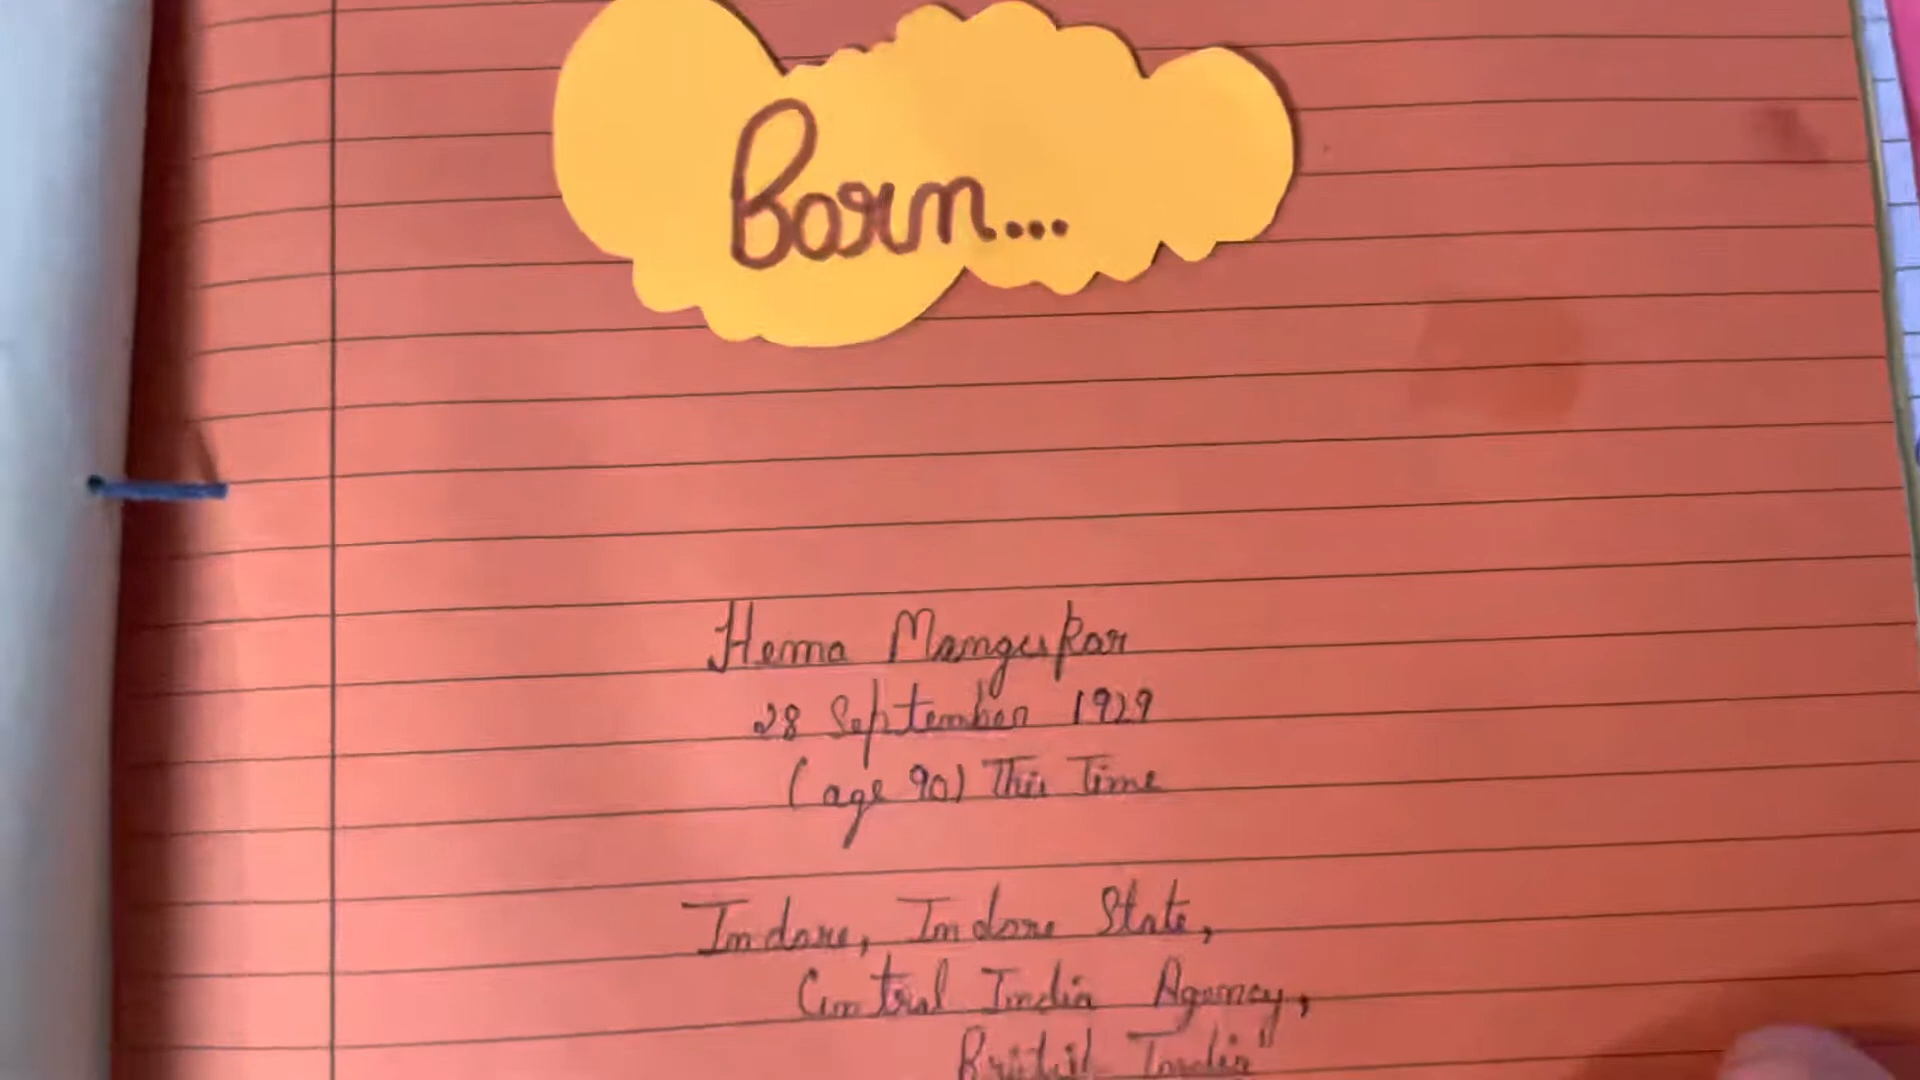 Born...
Hema Mangeskar
28 September 1929
(age 90) This Time
Indore, Indore State,
Central India Agency,
British India"